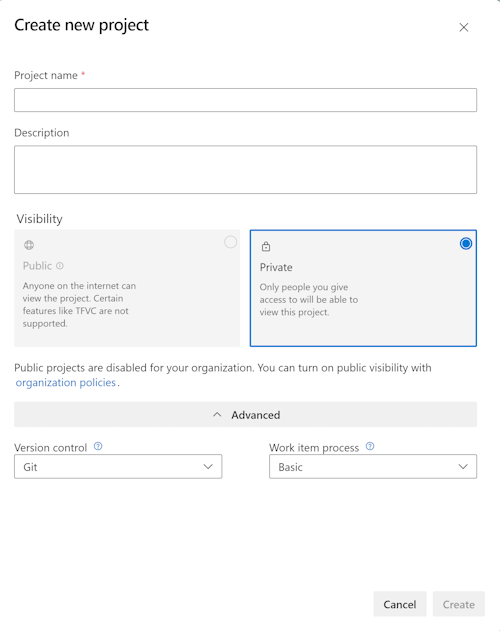 Create new project
Project name *
Description
Visibility
Public
Anyone on the internet can
view the project. Certain
features like TFVC are not
supported.
Private
Only people you give
access to will be able to
view this project.
Public projects are disabled for your organization. You can turn on public visibility with
organization policies.
Advanced
Version control
Git
Work item process
Basic
Cancel
Create